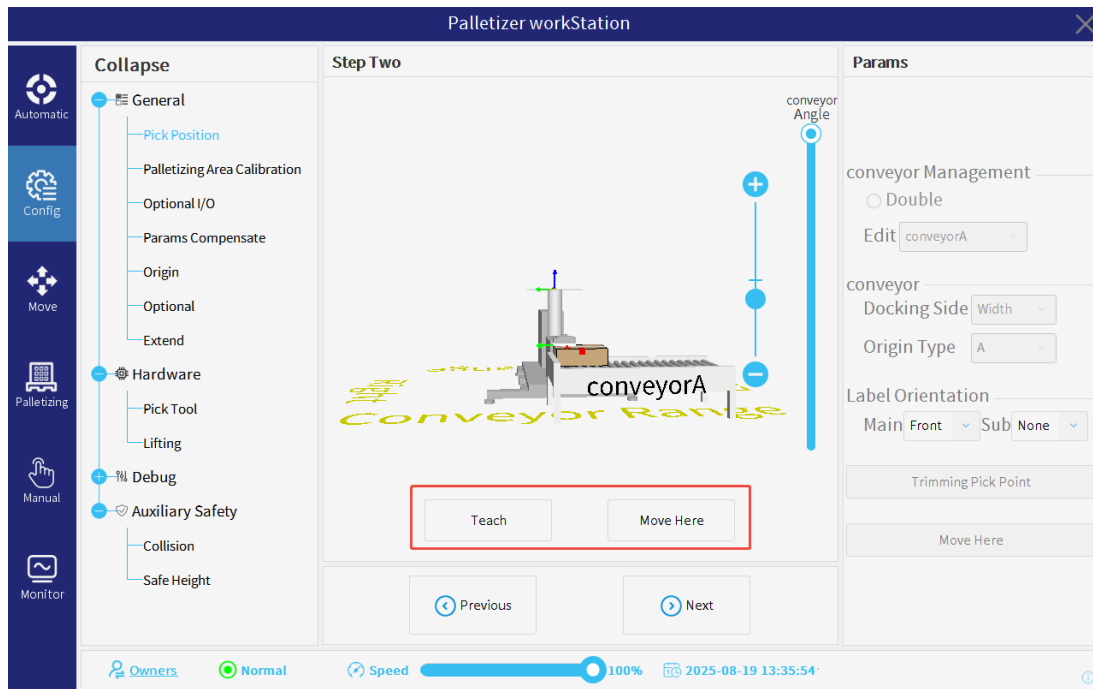 Palletizer workStation
Automatic
Config
Move
Palletizing
Manual
Monitor
Collapse
General
Pick Position
Palletizing Area Calibration
Optional I/O
Params Compensate
Origin
Optional
Extend
Hardware
Pick Tool
Lifting
Debug
Auxiliary Safety
Collision
Safe Height
Step Two
conveyor
Angle
conveyorA
Conveyor Range
Teach
Move Here
Previous
Next
Params
conveyor Management
Double
Edit conveyorA
conveyor
Docking Side Width
Origin Type A
Label Orientation
Main Front Sub None
Trimming Pick Point
Move Here
Owners
Normal
Speed
100%
2025-08-19 13:35:54